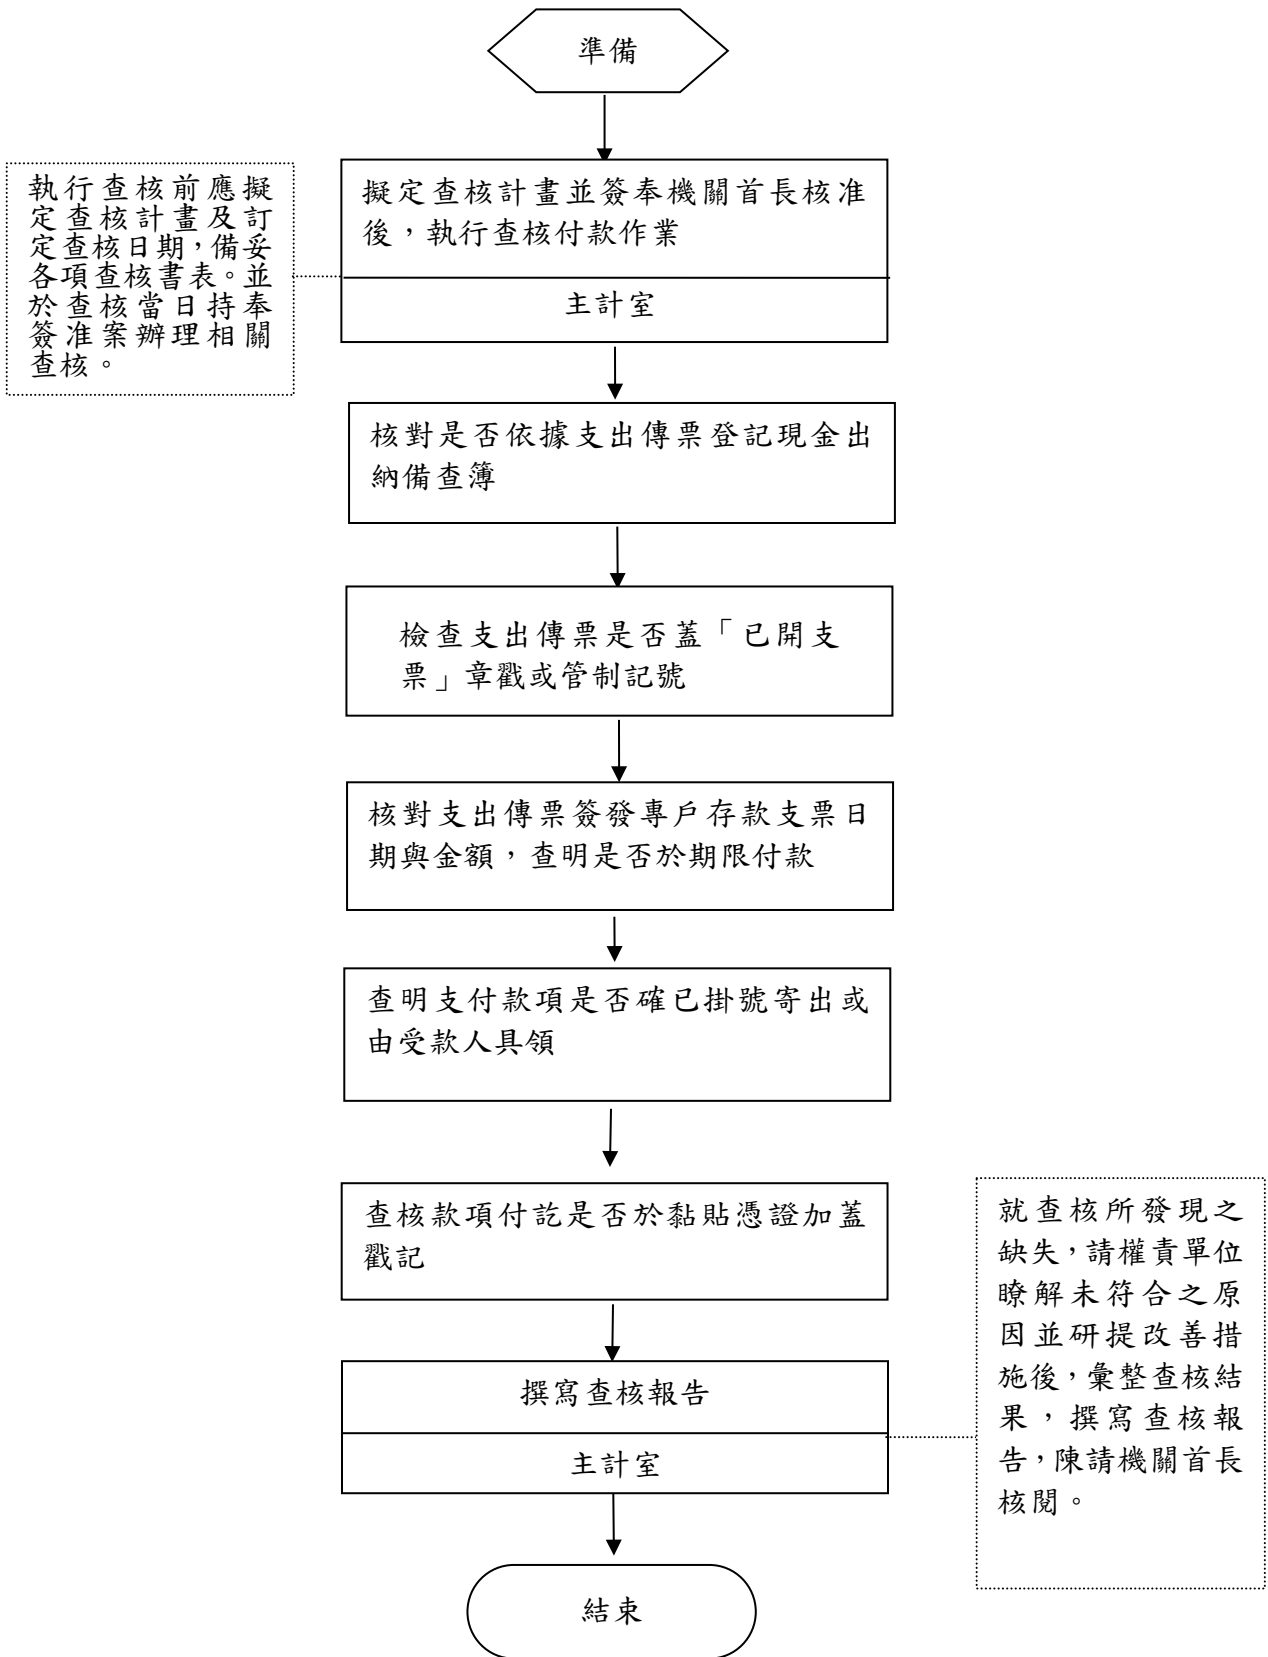 準備
執行查核前應擬
定查核計畫及訂
定查核日期，備妥
各項查核書表。並
於查核當日持奉
簽准案辦理相關
查核。
擬定查核計畫並簽奉機關首長核准
後，執行查核付款作業
主計室
核對是否依據支出傳票登記現金出
納備查簿
檢查支出傳票是否蓋「已開支
票」章戳或管制記號
核對支出傳票簽發專戶存款支票日
期與金額，查明是否於期限付款
查明支付款項是否確已掛號寄出或
由受款人具領
查核款項付訖是否於黏貼憑證加蓋
戳記
撰寫查核報告
主計室
就查核所發現之
缺失，請權責單位
瞭解未符合之原
因並研提改善措
施後，彙整查核結
果，撰寫查核報
告，陳請機關首長
核閱。
結束